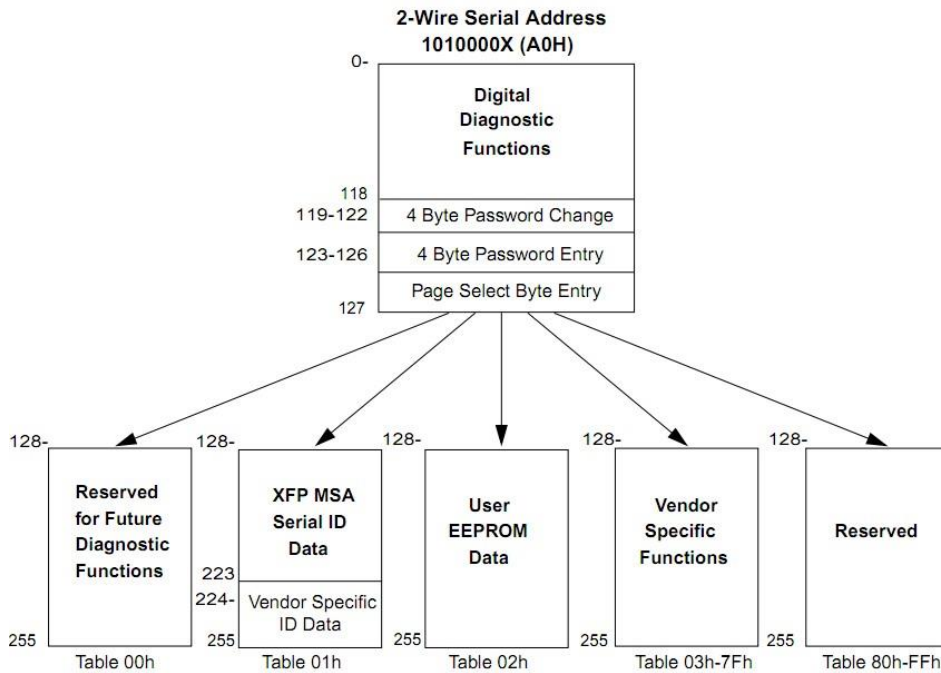 2-Wire Serial Address
1010000X (A0H)
0-
Digital
Diagnostic
Functions
118
119-122
4 Byte Password Change
123-126
4 Byte Password Entry
Page Select Byte Entry
127
128-
128-
128-
128-
128-
Reserved
for Future
Diagnostic
Functions
XFP MSA
Serial ID
Data
User
EEPROM
Data
Vendor
Specific
Functions
Reserved
223
224-
Vendor Specific
ID Data
255
255
255
255
255
Table 00h
Table 01h
Table 02h
Table 03h-7Fh
Table 80h-FFh